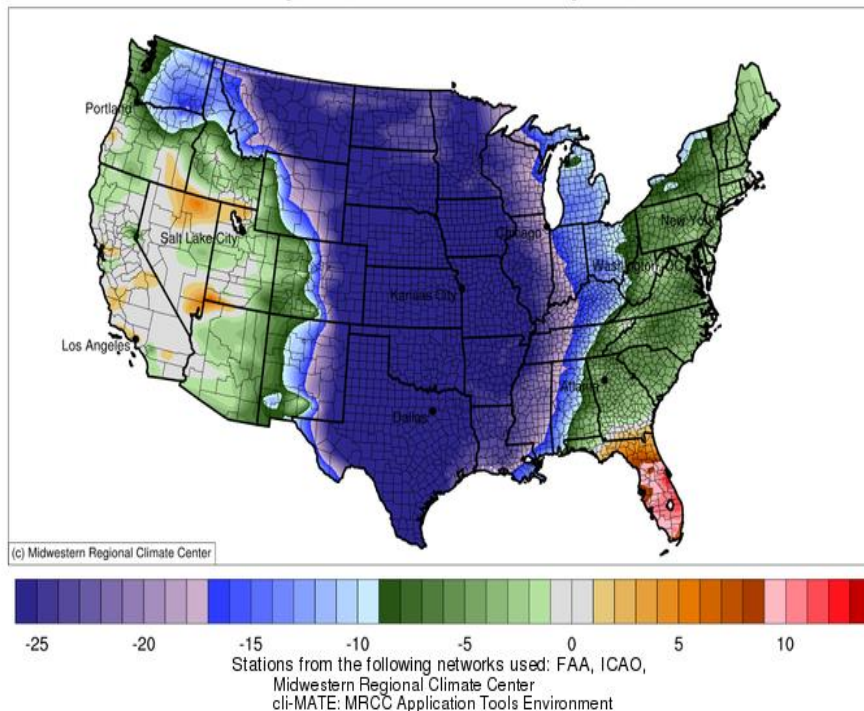 Portland
Salt Lake City
Los Angeles
Chicago
New York
Washington, DC
Kansas City
Atlanta
Dallas
(c) Midwestern Regional Climate Center
-25 -20 -15 -10 -5 0 5 10
Stations from the following networks used: FAA, ICAO,
Midwestern Regional Climate Center
cli-MATE: MRCC Application Tools Environment